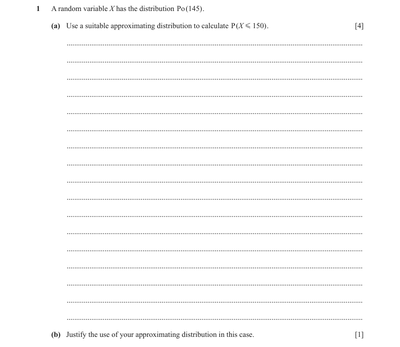 1 A random variable X has the distribution Po(145).
(a) Use a suitable approximating distribution to calculate P(X ⩽ 150). [4]
(b) Justify the use of your approximating distribution in this case. [1]